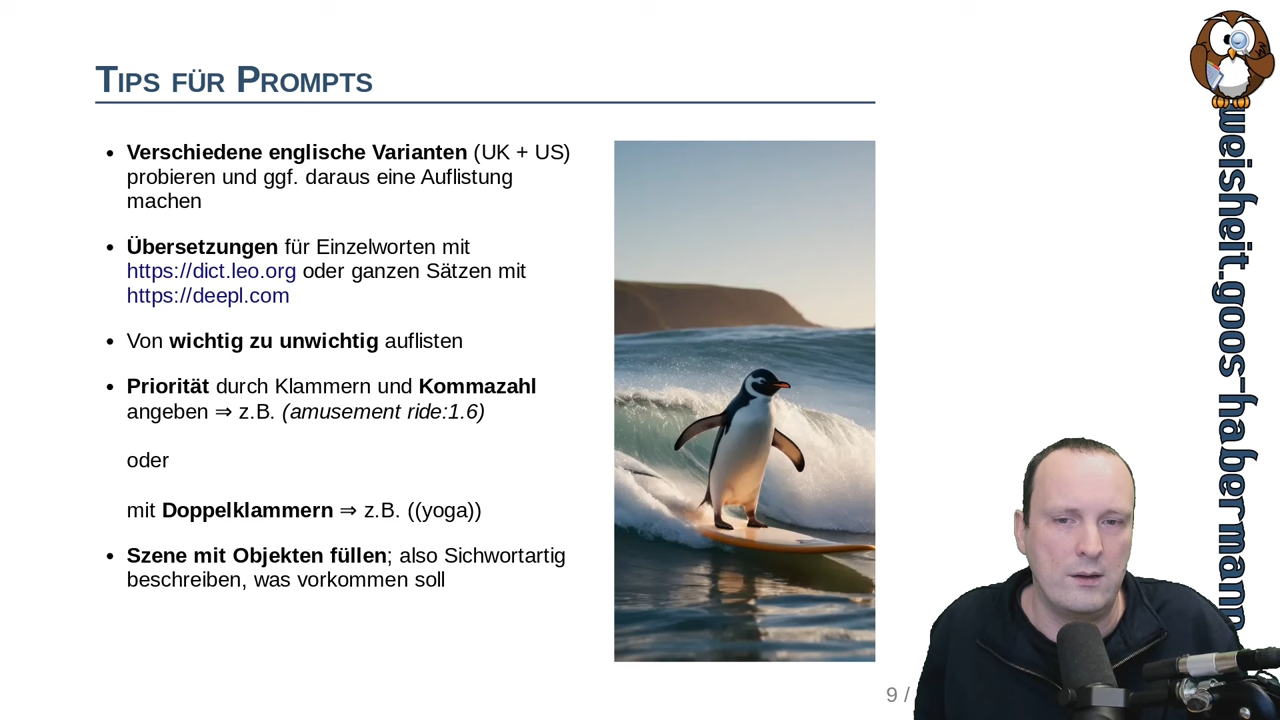 Tips für Prompts
• Verschiedene englische Varianten (UK + US)
probieren und ggf. daraus eine Auflistung
machen
• Übersetzungen für Einzelworten mit
https://dict.leo.org oder ganzen Sätzen mit
https://deepl.com
• Von wichtig zu unwichtig auflisten
• Priorität durch Klammern und Kommazahl
angeben ⇒ z.B. (amusement ride:1.6)
oder
mit Doppelklammern ⇒ z.B. ((yoga))
• Szene mit Objekten füllen; also Sichwortartig
beschreiben, was vorkommen soll
9 /
weisheit.goos-habermann